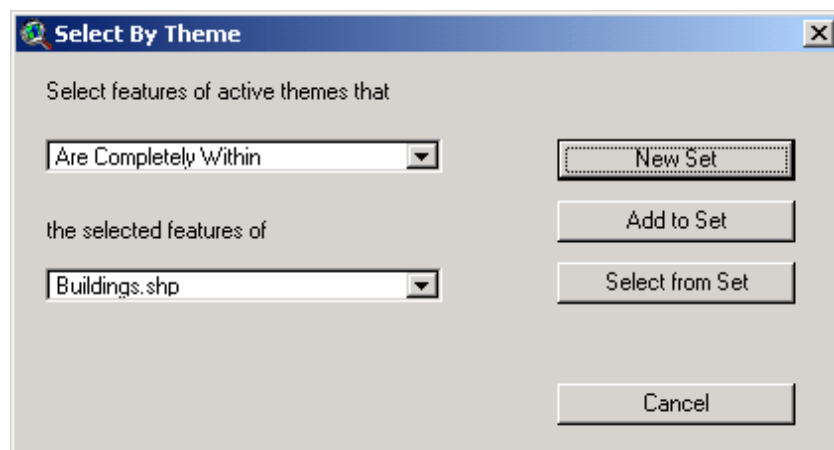 Select By Theme
Select features of active themes that
Are Completely Within
New Set
the selected features of
Add to Set
Buildings.shp
Select from Set
Cancel